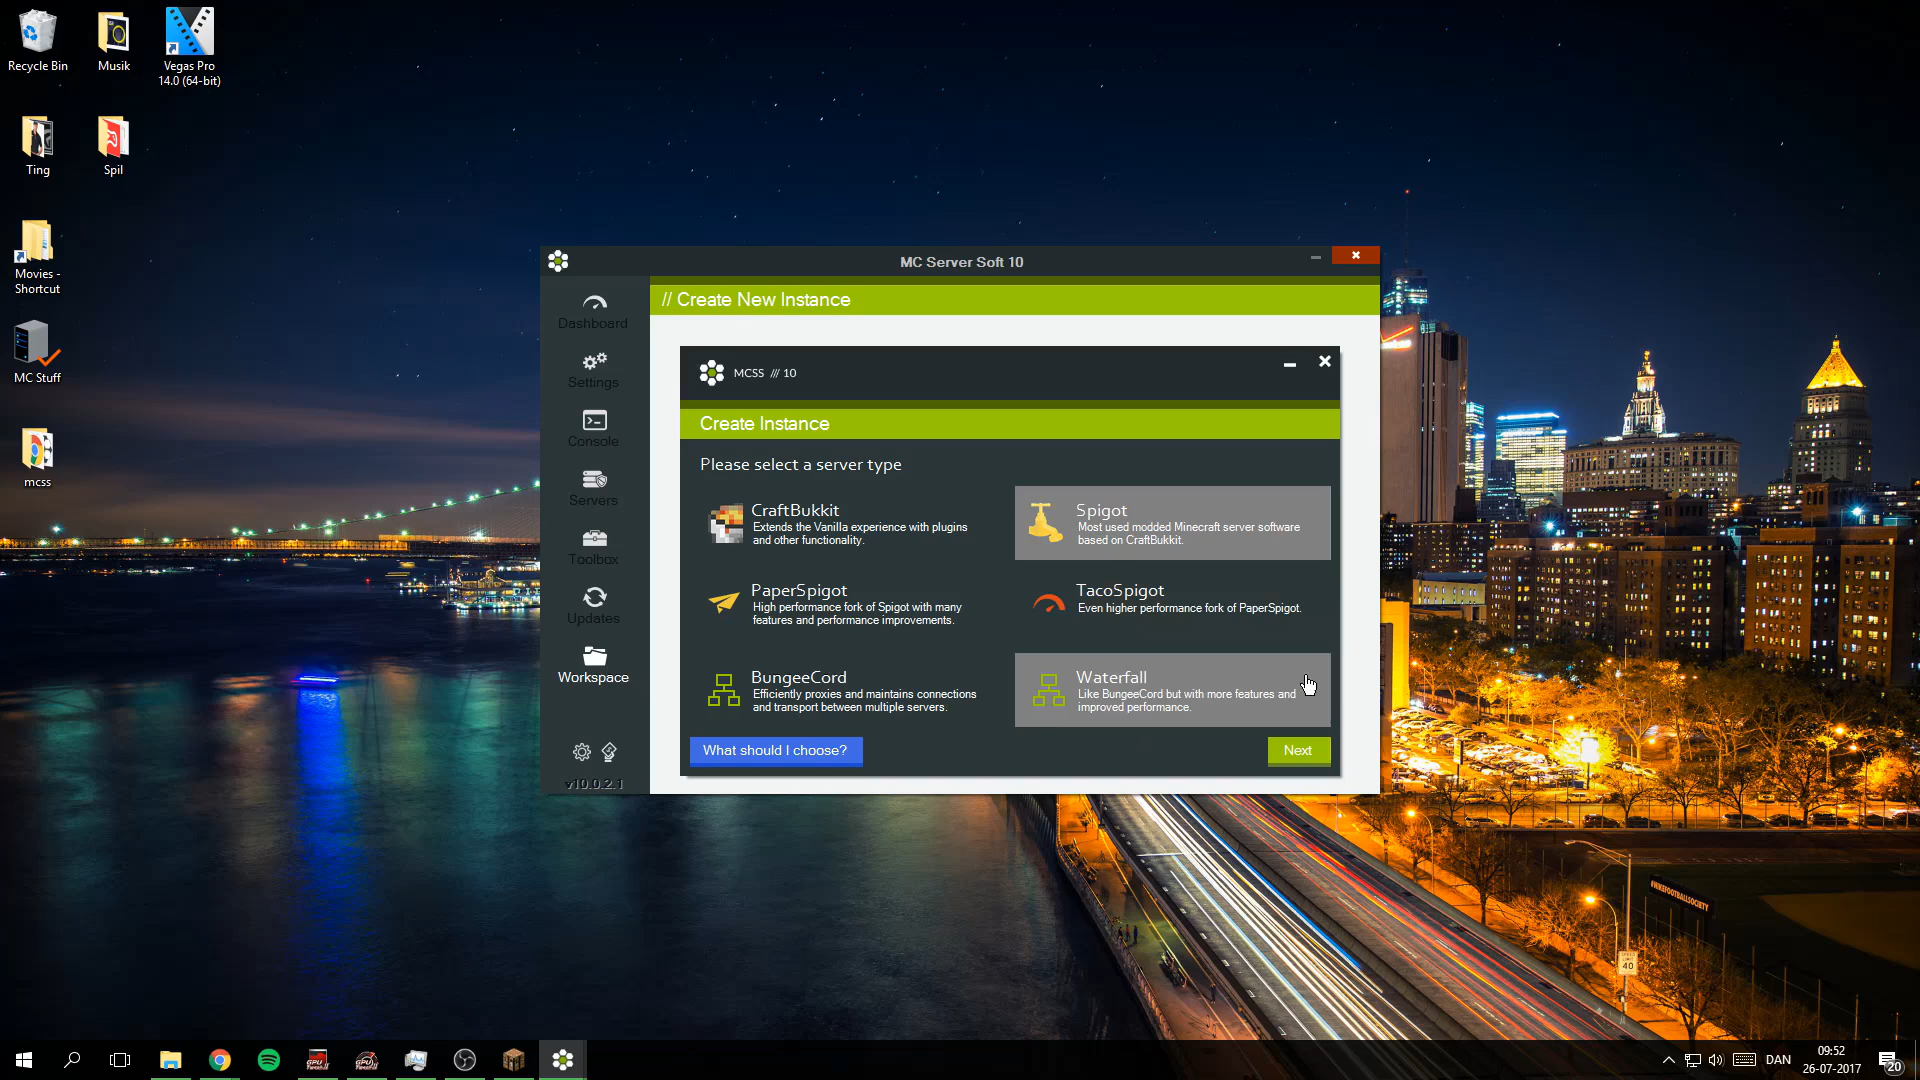 Recycle Bin
Musik
Vegas Pro
14.0 (64-bit)
Ting
Spil
Movies -
Shortcut
MC Stuff
mcss
MC Server Soft 10
// Create New Instance
Dashboard
Settings
Console
Servers
Toolbox
Updates
Workspace
v10.0.2.1
MCSS /// 10
Create Instance
Please select a server type
CraftBukkit
Extends the Vanilla experience with plugins
and other functionality.
Spigot
Most used modded Minecraft server software
based on CraftBukkit.
PaperSpigot
High performance fork of Spigot with many
features and performance improvements.
TacoSpigot
Even higher performance fork of PaperSpigot.
BungeeCord
Efficiently proxies and maintains connections
and transport between multiple servers.
Waterfall
Like BungeeCord but with more features and
improved performance.
What should I choose?
Next
#NIKEFOOTBALLSOCIETY
40
GPU
GPU
DAN
09:52
26-07-2017
20